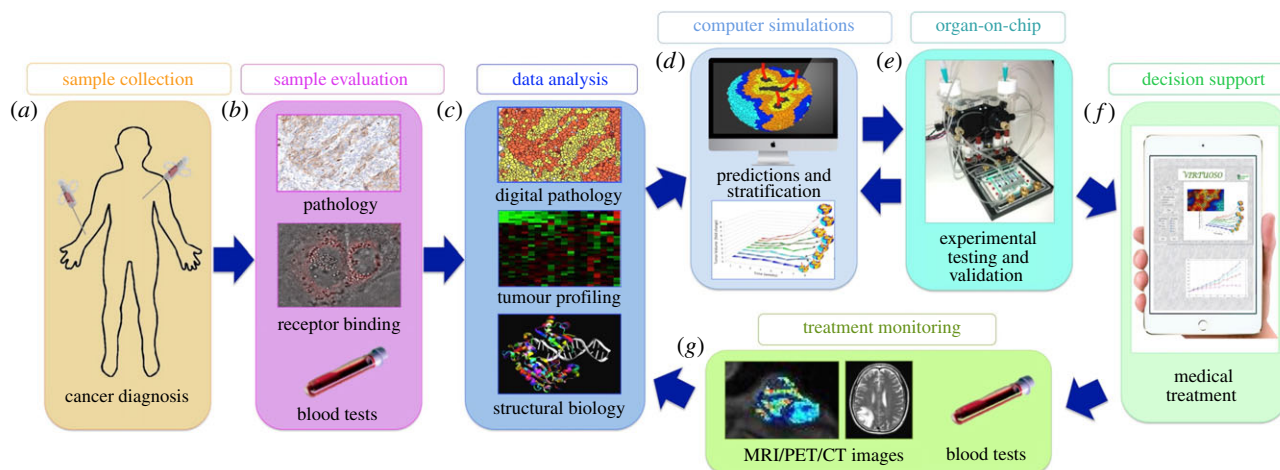 sample collection
(a)
cancer diagnosis
sample evaluation
(b)
pathology
receptor binding
blood tests
data analysis
(c)
digital pathology
tumour profiling
structural biology
computer simulations
(d)
predictions and
stratification
organ-on-chip
(e)
experimental
testing and
validation
decision support
(f)
VIRTUOSO
medical
treatment
treatment monitoring
(g)
MRI/PET/CT images
blood tests